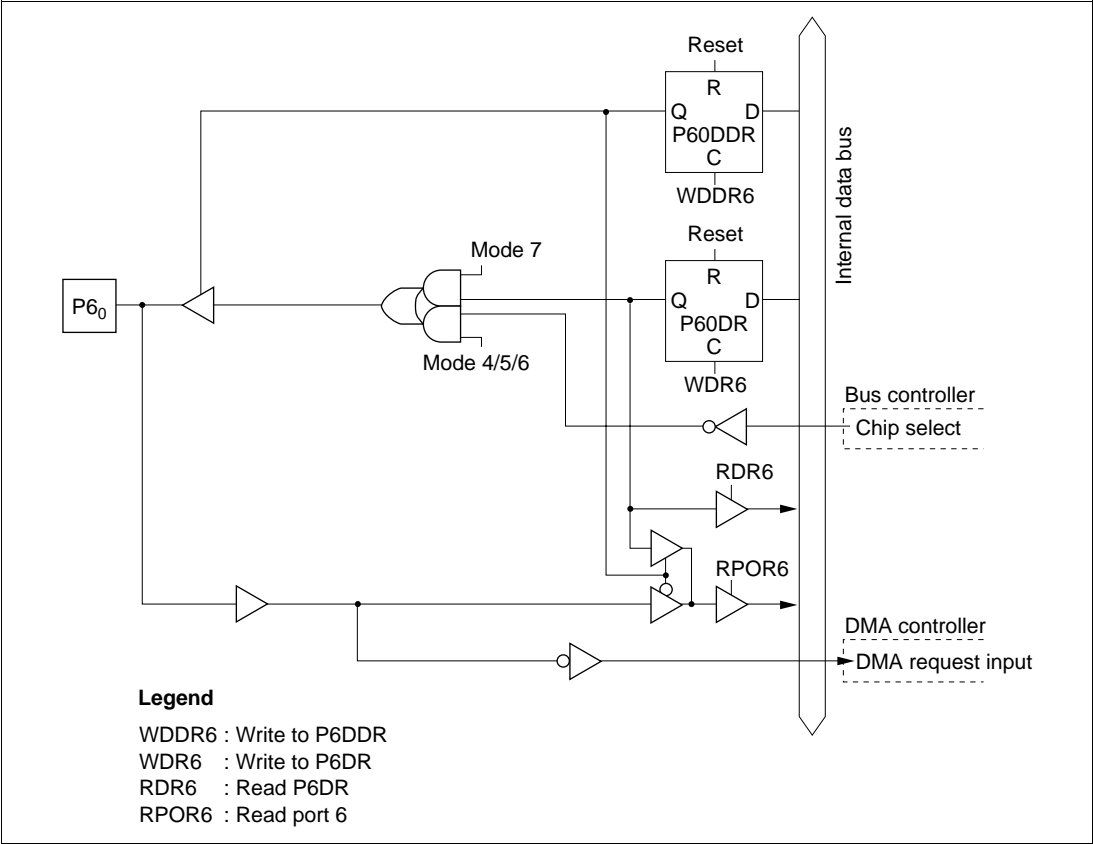 Reset
R
Q D
P60DDR
C
WDDR6
Internal data bus
Reset
R
Q D
P60DR
C
WDR6
Mode 7
P6₀
Mode 4/5/6
Bus controller
Chip select
RDR6
RPOR6
DMA controller
DMA request input
Legend
WDDR6 : Write to P6DDR
WDR6 : Write to P6DR
RDR6 : Read P6DR
RPOR6 : Read port 6